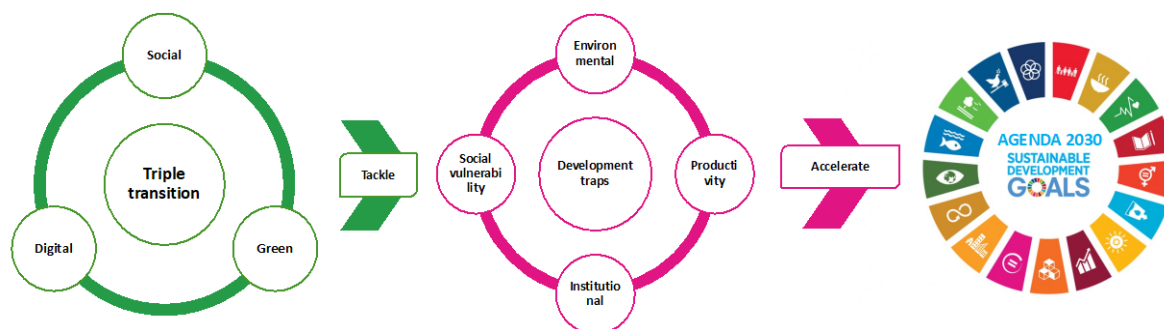 Social
Triple
transition
Digital
Green
Tackle
Environ
mental
Social
vulnerabi
lity
Development
traps
Producti
vity
Institutio
nal
Accelerate
AGENDA 2030
SUSTAINABLE
DEVELOPMENT
GOALS